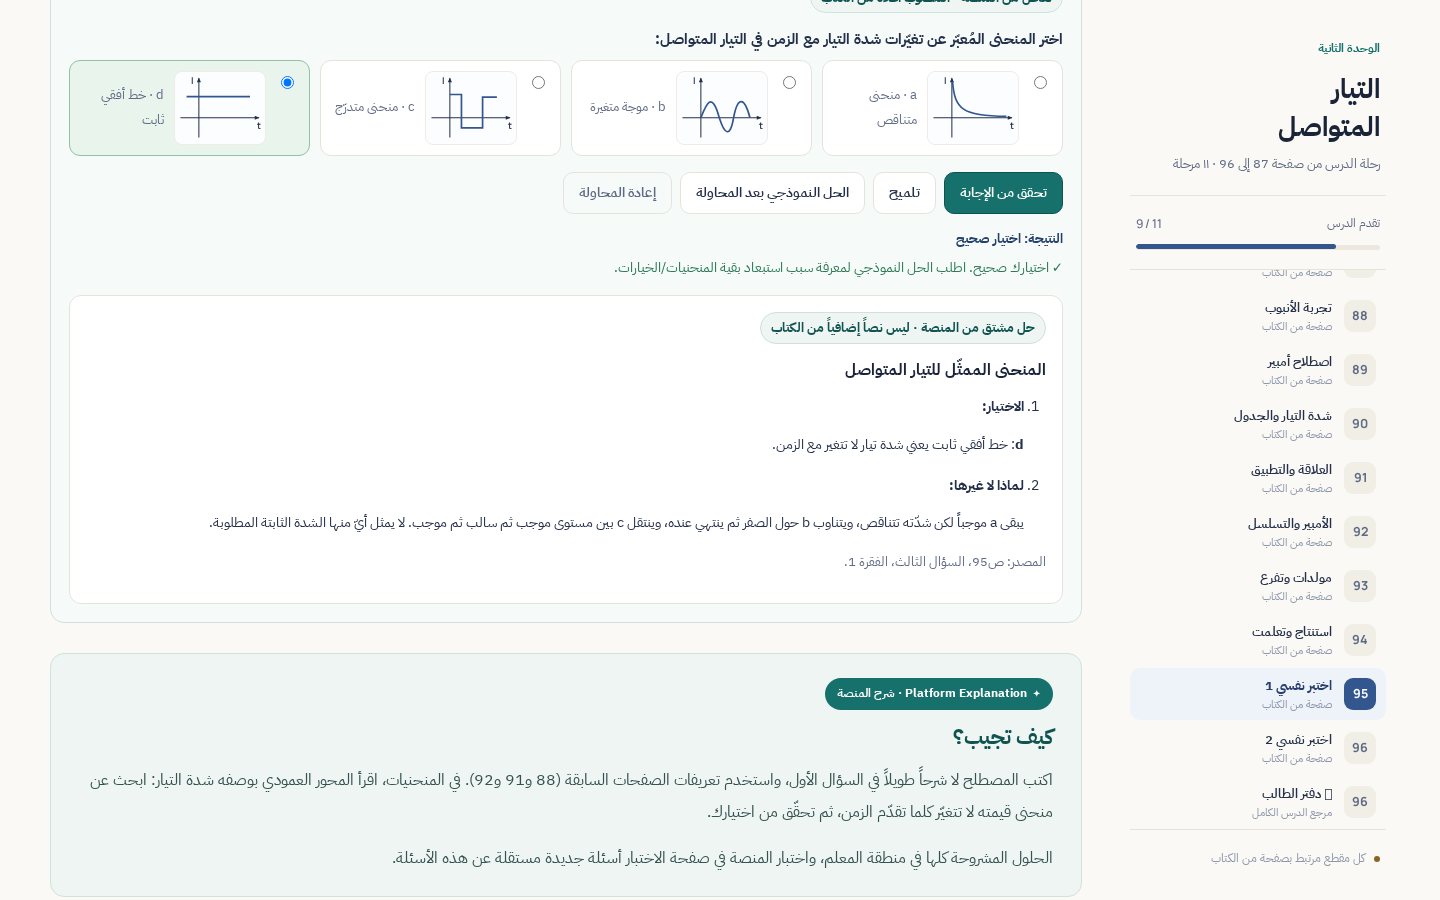 اختر المنحنى المُعبّر عن تغيّرات شدة التيار مع الزمن في التيار المتواصل:
I
t
a · منحنى
متناقص
I
t
b · موجة متغيرة
I
t
c · منحنى متدرّج
I
t
d · خط أفقي
ثابت
تحقق من الإجابة
تلميح
الحل النموذجي بعد المحاولة
إعادة المحاولة
النتيجة: اختيار صحيح
✓ اختيارك صحيح. اطلب الحل النموذجي لمعرفة سبب استبعاد بقية المنحنيات/الخيارات.
حل مشتق من المنصة · ليس نصاً إضافياً من الكتاب
المنحنى الممثّل للتيار المتواصل
1. الاختيار:
d: خط أفقي ثابت يعني شدة تيار لا تتغير مع الزمن.
2. لماذا لا غيرها:
يبقى a موجباً لكن شدّته تتناقص، ويتناوب b حول الصفر ثم ينتهي عنده، وينتقل c بين مستوى موجب ثم سالب ثم موجب. لا يمثل أيّ منها الشدة الثابتة المطلوبة.
المصدر: ص95، السؤال الثالث، الفقرة 1.
✦ Platform Explanation · شرح المنصة
كيف تجيب؟
اكتب المصطلح لا شرحاً طويلاً في السؤال الأول، واستخدم تعريفات الصفحات السابقة (88 و91 و92). في المنحنيات، اقرأ المحور العمودي بوصفه شدة التيار: ابحث عن
منحنى قيمته لا تتغيّر كلما تقدّم الزمن، ثم تحقّق من اختيارك.
الحلول المشروحة كلها في منطقة المعلم، واختبار المنصة في صفحة الاختبار أسئلة جديدة مستقلة عن هذه الأسئلة.
الوحدة الثانية
التيار
المتواصل
رحلة الدرس من صفحة 87 إلى 96 · ١١ مرحلة
تقدم الدرس
9 / 11
صفحة من الكتاب
88
تجربة الأنبوب
صفحة من الكتاب
89
اصطلاح أمبير
صفحة من الكتاب
90
شدة التيار والجدول
صفحة من الكتاب
91
العلاقة والتطبيق
صفحة من الكتاب
92
الأمبير والتسلسل
صفحة من الكتاب
93
مولدات وتفرع
صفحة من الكتاب
94
استنتاج وتعلمت
صفحة من الكتاب
95
اختبر نفسي 1
صفحة من الكتاب
96
اختبر نفسي 2
صفحة من الكتاب
96
دفتر الطالب
مرجع الدرس الكامل
كل مقطع مرتبط بصفحة من الكتاب